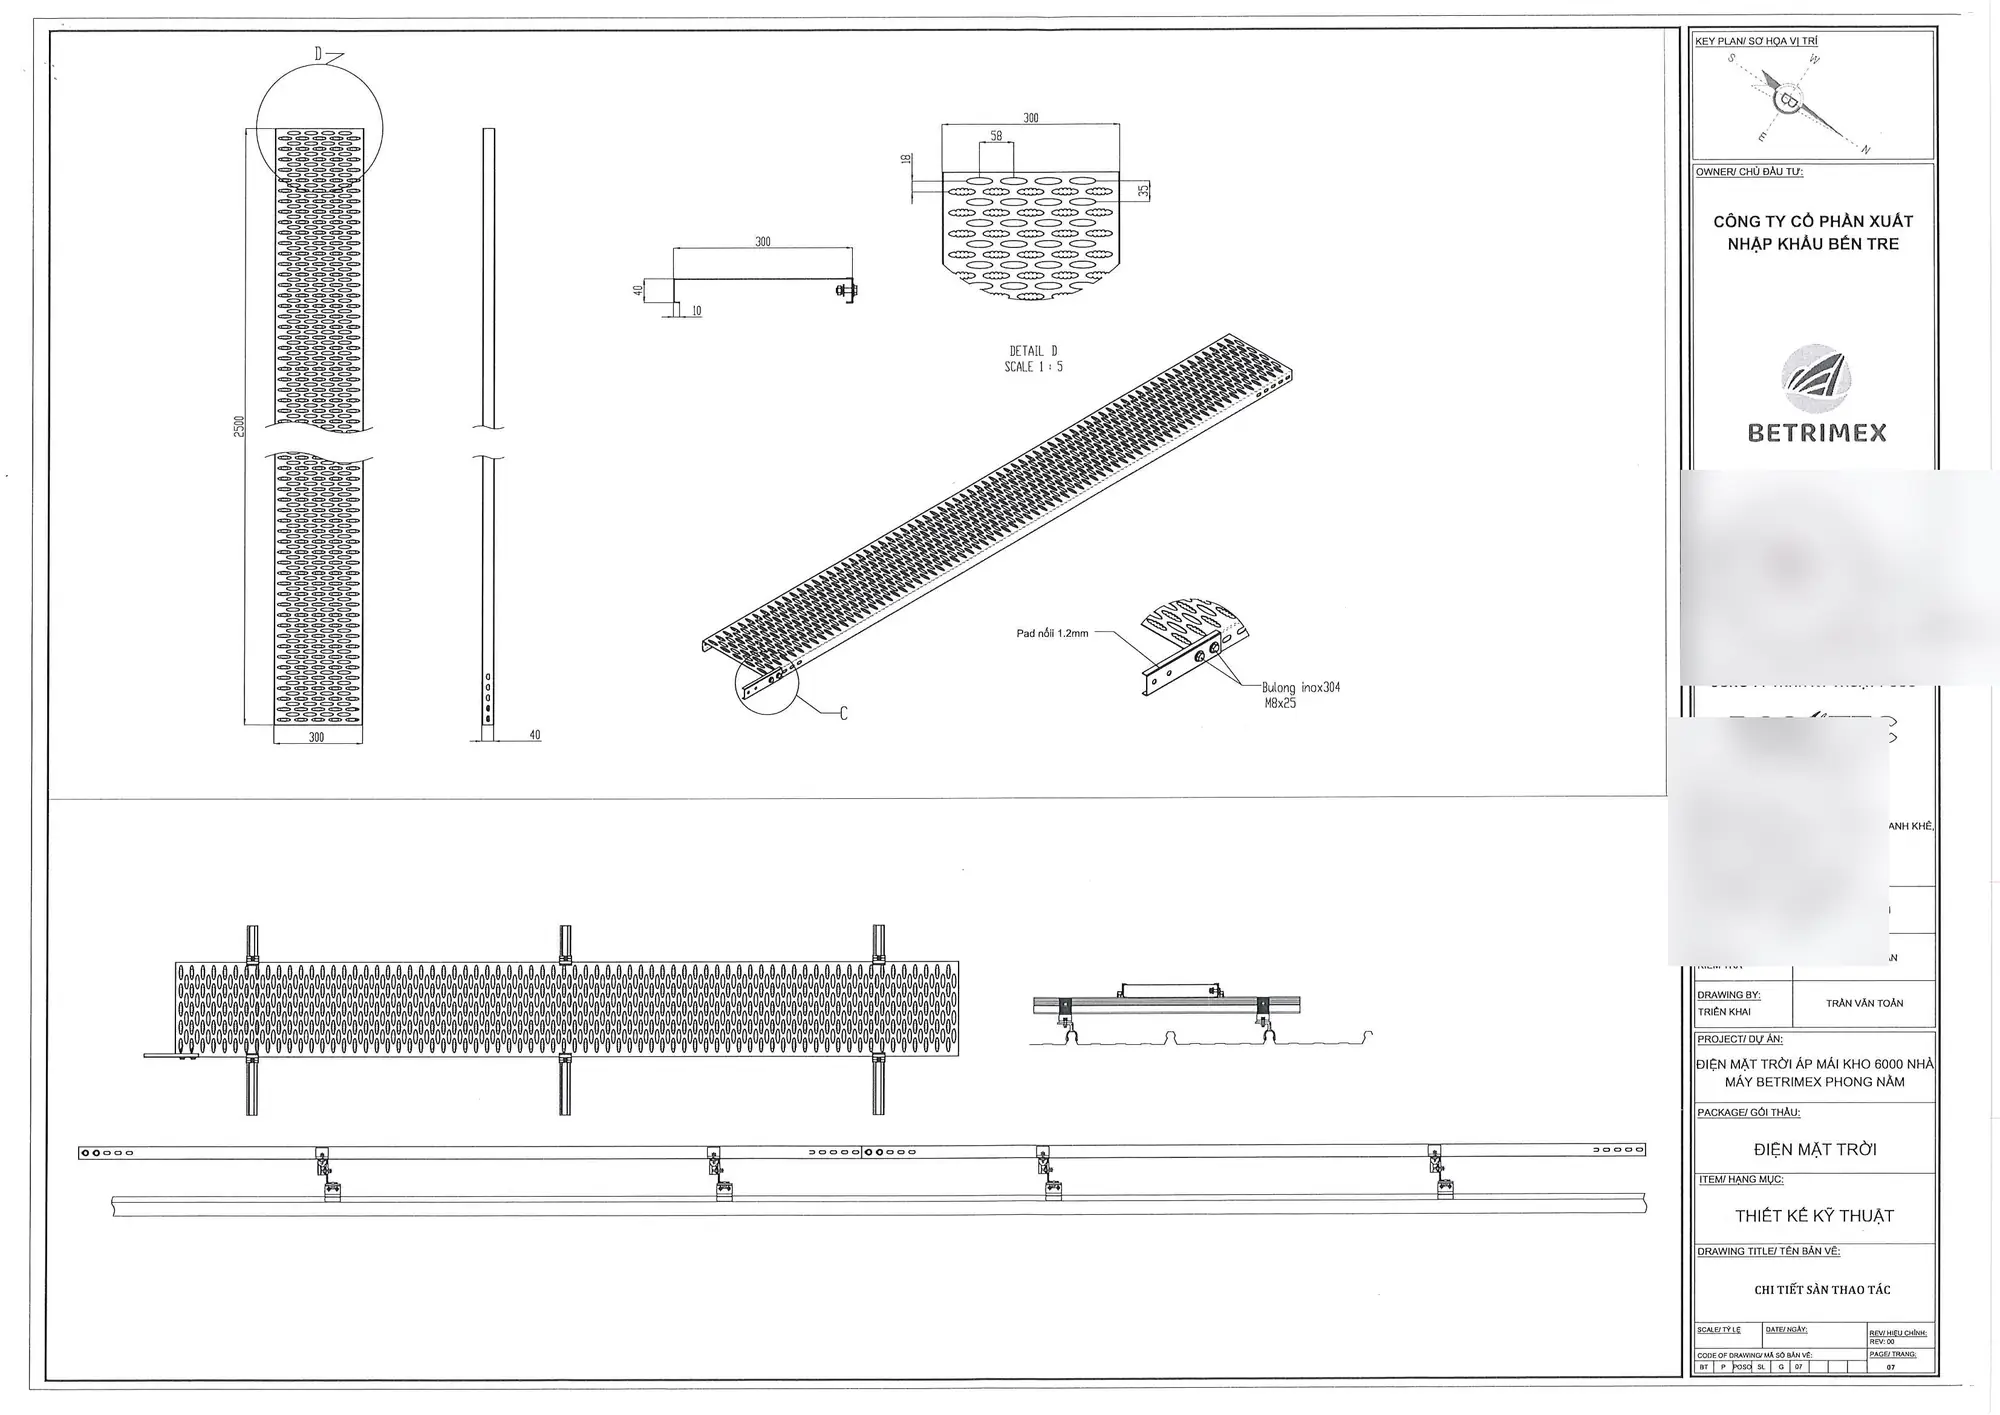 D
2500
300
40
300
40
10
300
58
18
35
DETAIL D
SCALE 1 : 5
C
Pad nốii 1.2mm
Bulong inox304
M8x25
KEY PLAN/ SƠ HỌA VỊ TRÍ
S
W
B
E
N
OWNER/ CHỦ ĐẦU TƯ:
CÔNG TY CỔ PHẦN XUẤT
NHẬP KHẨU BẾN TRE
BETRIMEX
ANH KHÊ,
DRAWING BY:
TRIỂN KHAI
TRẦN VĂN TOẢN
PROJECT/ DỰ ÁN:
ĐIỆN MẶT TRỜI ÁP MÁI KHO 6000 NHÀ
MÁY BETRIMEX PHONG NẪM
PACKAGE/ GÓI THẦU:
ĐIỆN MẶT TRỜI
ITEM/ HẠNG MỤC:
THIẾT KẾ KỸ THUẬT
DRAWING TITLE/ TÊN BẢN VẼ:
CHI TIẾT SÀN THAO TÁC
SCALE/ TỶ LỆ
DATE/ NGÀY:
REV/ HIỆU CHỈNH:
REV: 00
CODE OF DRAWING/ MÃ SỐ BẢN VẼ:
PAGE/ TRANG:
BT P POSO SL G 07
07